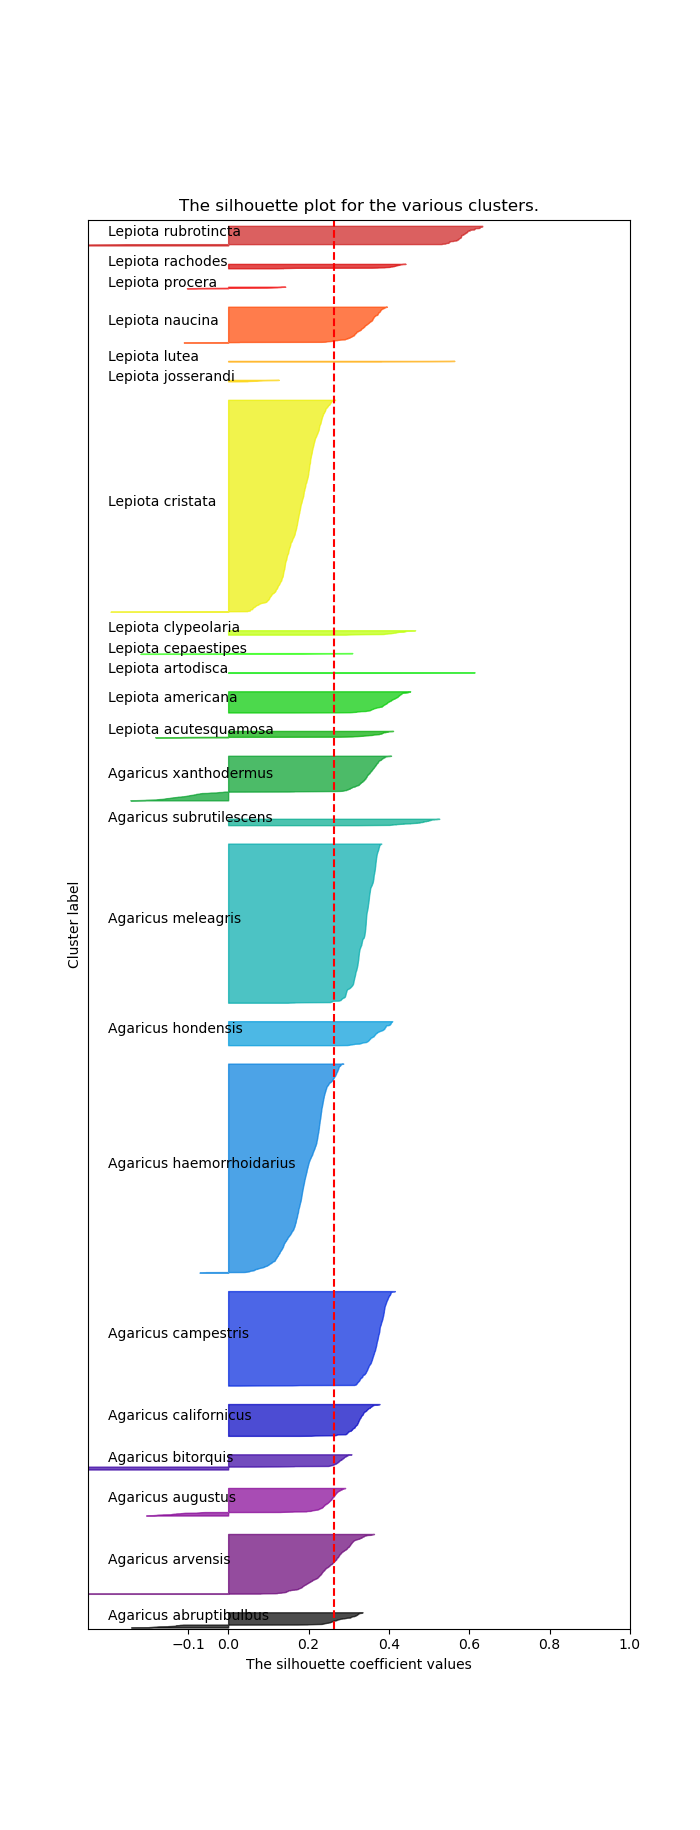 The silhouette plot for the various clusters.
Lepiota rubrotincta
Lepiota rachodes
Lepiota procera
Lepiota naucina
Lepiota lutea
Lepiota josserandi
Lepiota cristata
Lepiota clypeolaria
Lepiota cepaestipes
Lepiota artodisca
Lepiota americana
Lepiota acutesquamosa
Agaricus xanthodermus
Agaricus subrutilescens
Agaricus meleagris
Cluster label
Agaricus hondensis
Agaricus haemorrhoidarius
Agaricus campestris
Agaricus californicus
Agaricus bitorquis
Agaricus augustus
Agaricus arvensis
Agaricus abruptibulbus
−0.1 0.0 0.2 0.4 0.6 0.8 1.0
The silhouette coefficient values